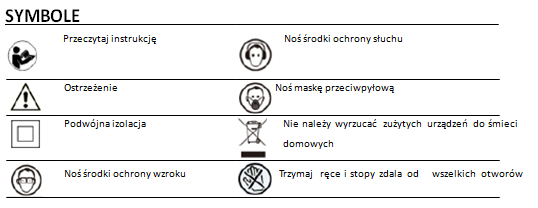 SYMBOLE
Przeczytaj instrukcję
Noś środki ochrony słuchu
Ostrzeżenie
Noś maskę przeciwpyłową
Podwójna izolacja
Nie należy wyrzucać zużytych urządzeń do śmieci
domowych
Noś środki ochrony wzroku
Trzymaj ręce i stopy zdala od wszelkich otworów